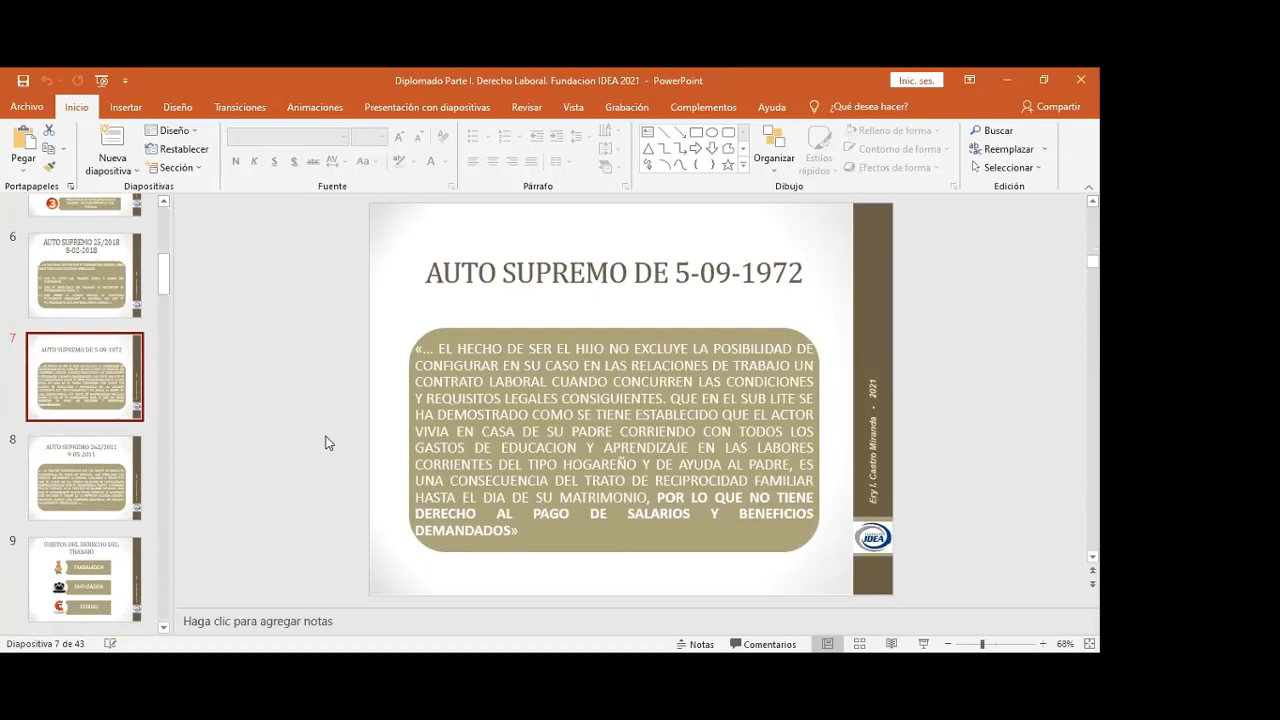 Diplomado Parte I. Derecho Laboral. Fundacion IDEA 2021 - PowerPoint
Inic. ses.
Archivo Inicio Insertar Diseño Transiciones Animaciones Presentación con diapositivas Revisar Vista Grabación Complementos Ayuda ¿Qué desea hacer? Compartir
Pegar
Nueva diapositiva
Diseño
Restablecer
Sección
N K S S abc AV Aa A
Organizar
Estilos rápidos
Relleno de forma
Contorno de forma
Efectos de forma
Buscar
Reemplazar
Seleccionar
Portapapeles Diapositivas Fuente Párrafo Dibujo Edición
3
6
AUTO SUPREMO 25/2018
8-02-2018
7
AUTO SUPREMO DE 5-09-1972
8
AUTO SUPREMO 262/2011
9-05-2011
9
SUJETOS DEL DERECHO DEL
TRABAJO
TRABAJADOR
EMPLEADOR
ESTADO
AUTO SUPREMO DE 5-09-1972
«... EL HECHO DE SER EL HIJO NO EXCLUYE LA POSIBILIDAD DE
CONFIGURAR EN SU CASO EN LAS RELACIONES DE TRABAJO UN
CONTRATO LABORAL CUANDO CONCURREN LAS CONDICIONES
Y REQUISITOS LEGALES CONSIGUIENTES. QUE EN EL SUB LITE SE
HA DEMOSTRADO COMO SE TIENE ESTABLECIDO QUE EL ACTOR
VIVIA EN CASA DE SU PADRE CORRIENDO CON TODOS LOS
GASTOS DE EDUCACION Y APRENDIZAJE EN LAS LABORES
CORRIENTES DEL TIPO HOGAREÑO Y DE AYUDA AL PADRE, ES
UNA CONSECUENCIA DEL TRATO DE RECIPROCIDAD FAMILIAR
HASTA EL DIA DE SU MATRIMONIO, POR LO QUE NO TIENE
DERECHO AL PAGO DE SALARIOS Y BENEFICIOS
DEMANDADOS»
Ery I. Castro Miranda • 2021
IDEA
Haga clic para agregar notas
Diapositiva 7 de 43
Notas Comentarios 68%